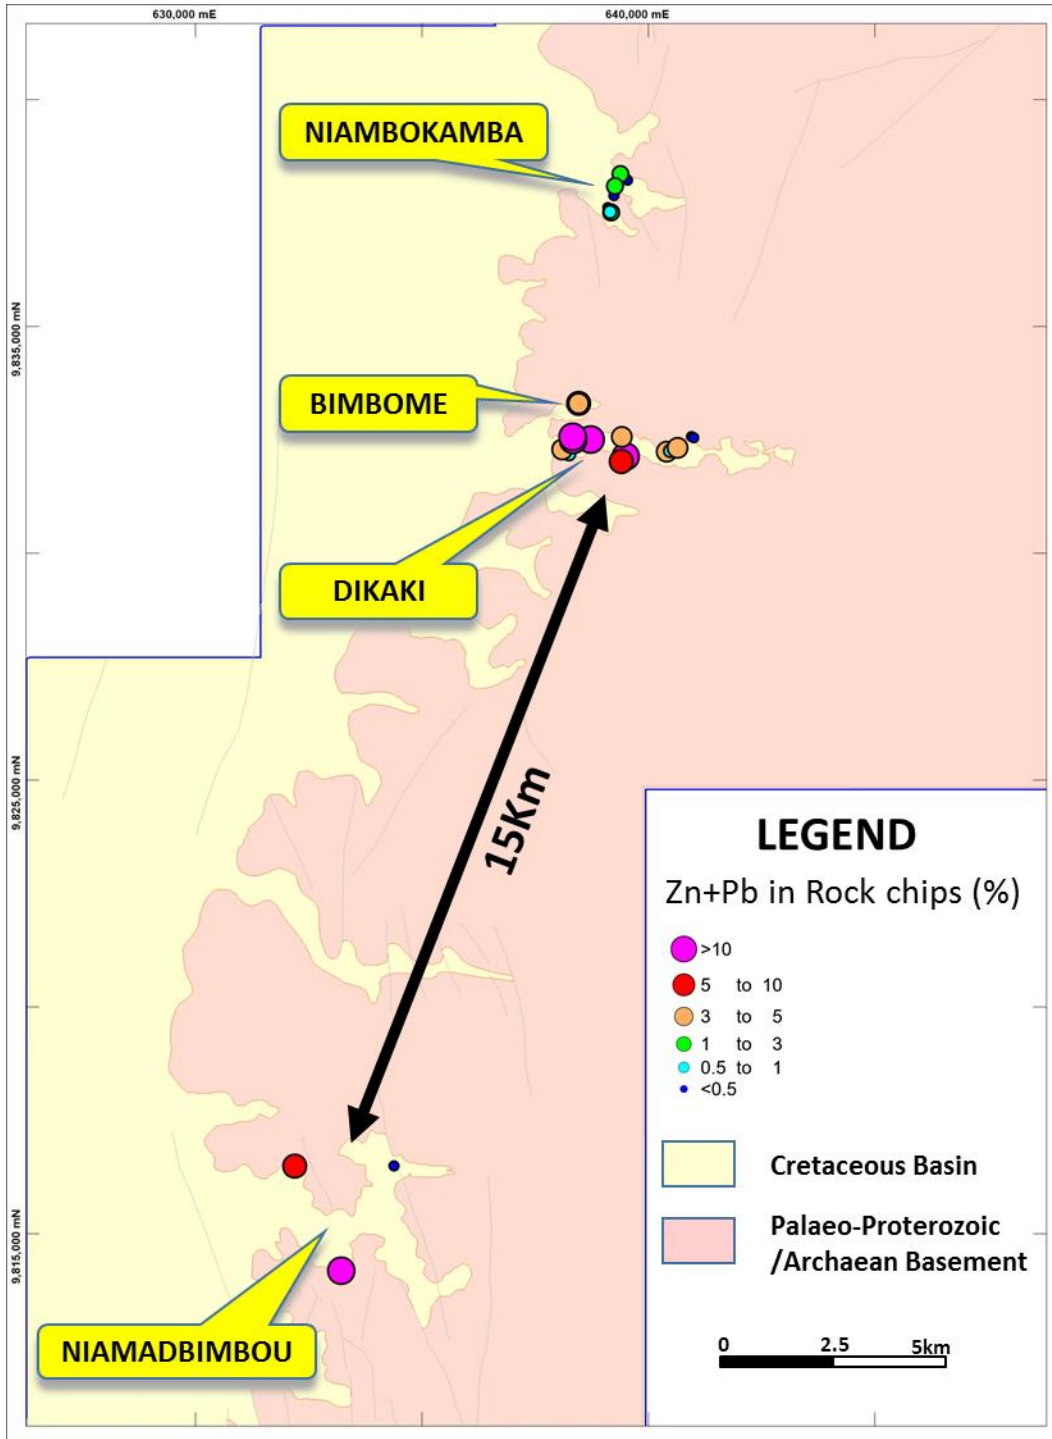 630,000 mE
640,000 mE
NIAMBOKAMBA
9,835,000 mN
BIMBOME
DIKAKI
9,825,000 mN
15Km
LEGEND
Zn+Pb in Rock chips (%)
>10
5 to 10
3 to 5
1 to 3
0.5 to 1
<0.5
Cretaceous Basin
Palaeo-Proterozoic
/Archaean Basement
9,815,000 mN
NIAMADBIMBOU
0 2.5 5km